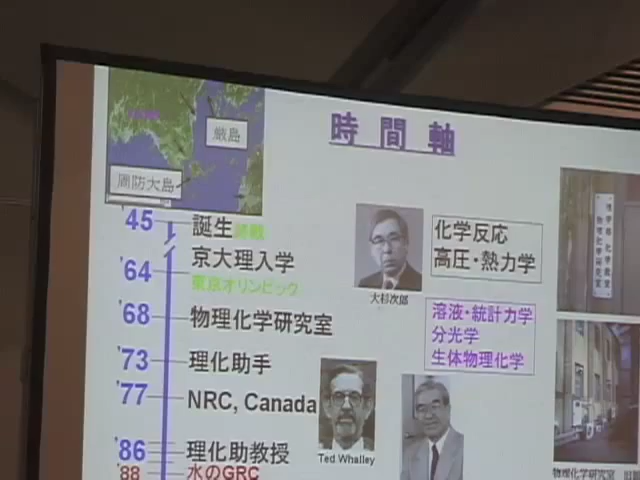 時間軸
厳島
周防大島
'45 誕生 終戦
京大理入学
'64
東京オリンピック
'68 物理化学研究室
'73 理化助手
'77 NRC, Canada
'86 理化助教授
'88 水のGRC
大杉次郎
化学反応
高圧・熱力学
溶液・統計力学
分光学
生体物理化学
Ted Whalley
物理化学研究室